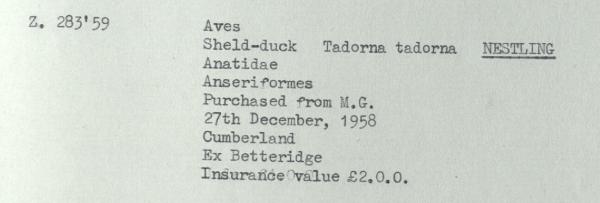 Z. 283'59 Aves
Sheld-duck Tadorna tadorna NESTLING
Anatidae
Anseriformes
Purchased from M.G.
27th December, 1958
Cumberland
Ex Betteridge
Insurance value £2.0.0.